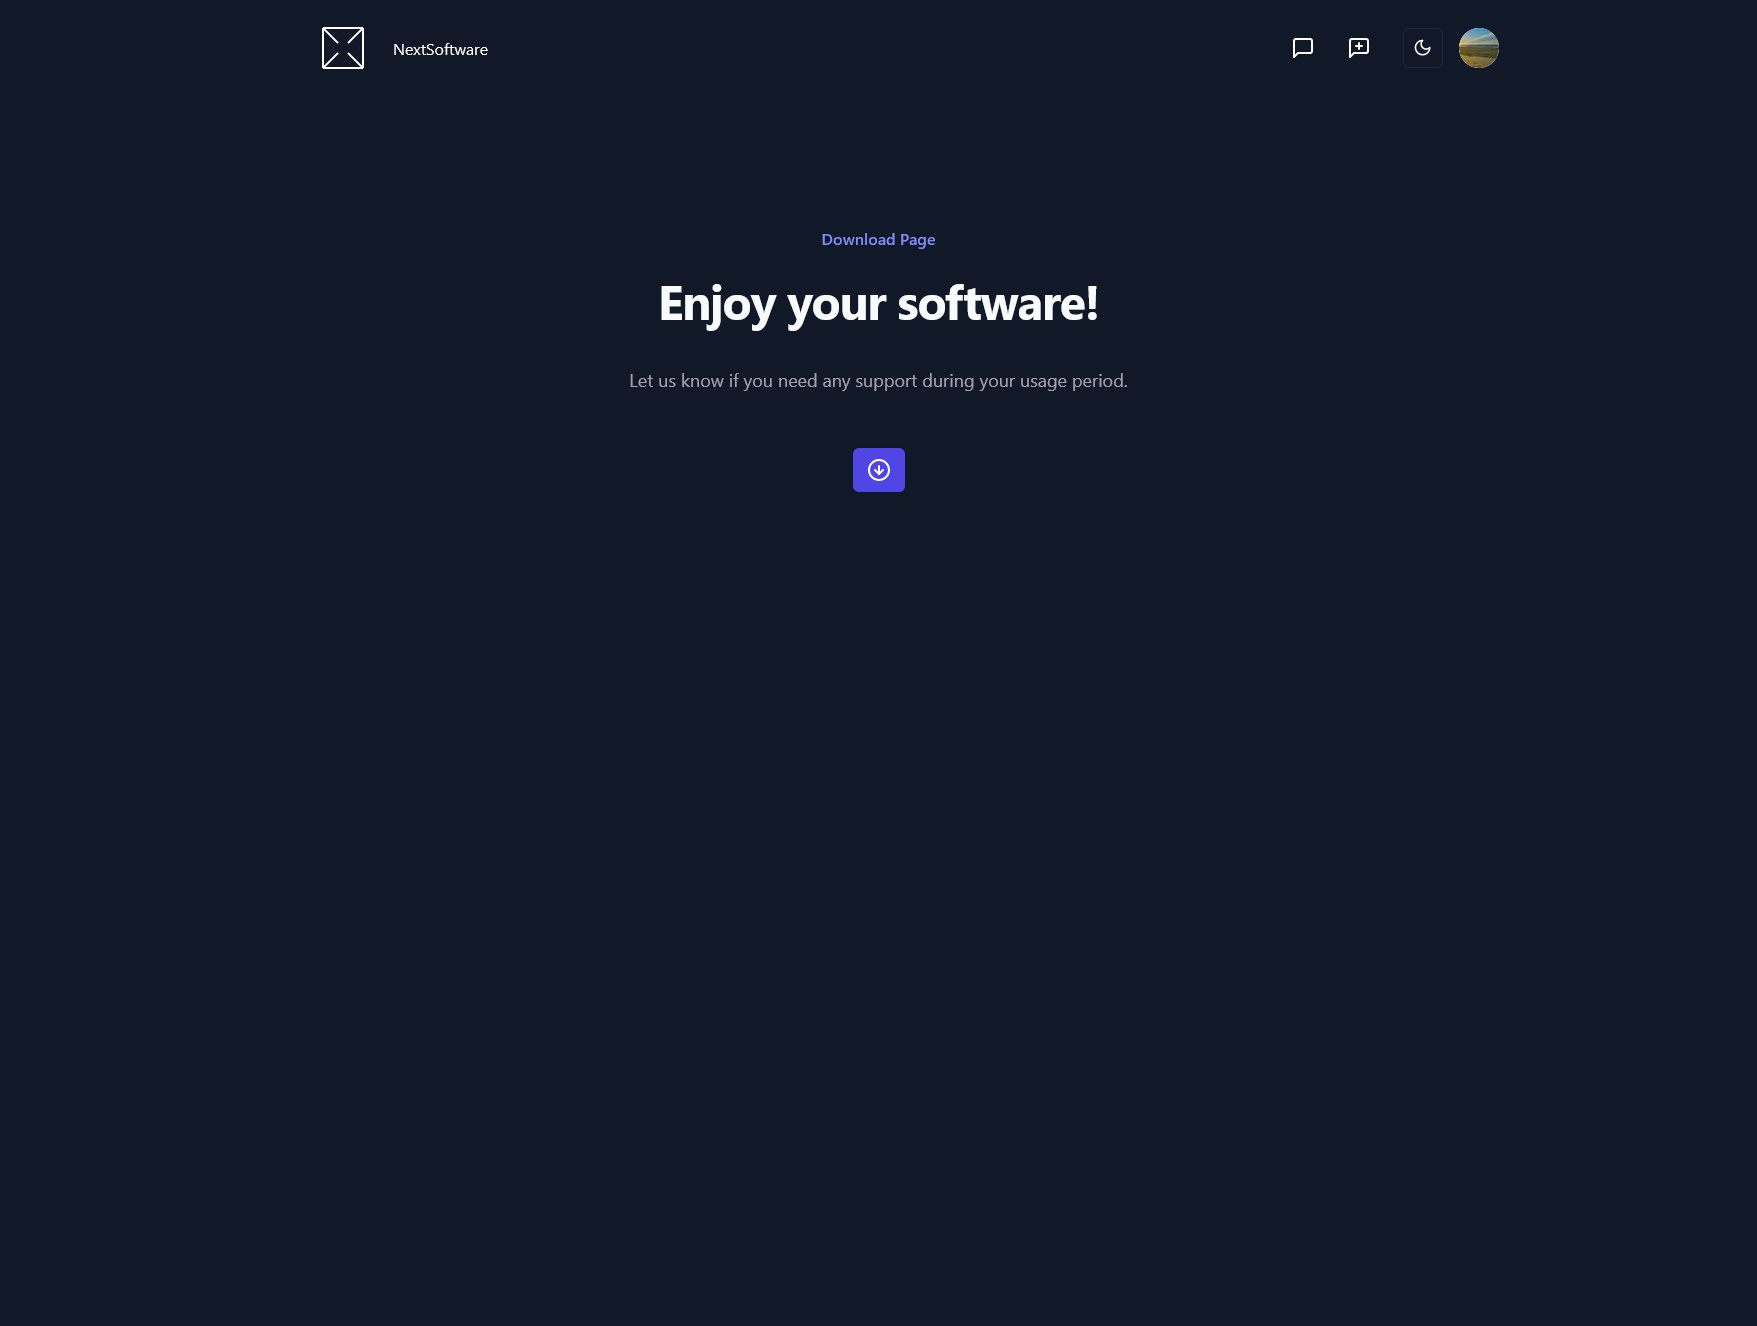 NextSoftware
Download Page
Enjoy your software!
Let us know if you need any support during your usage period.